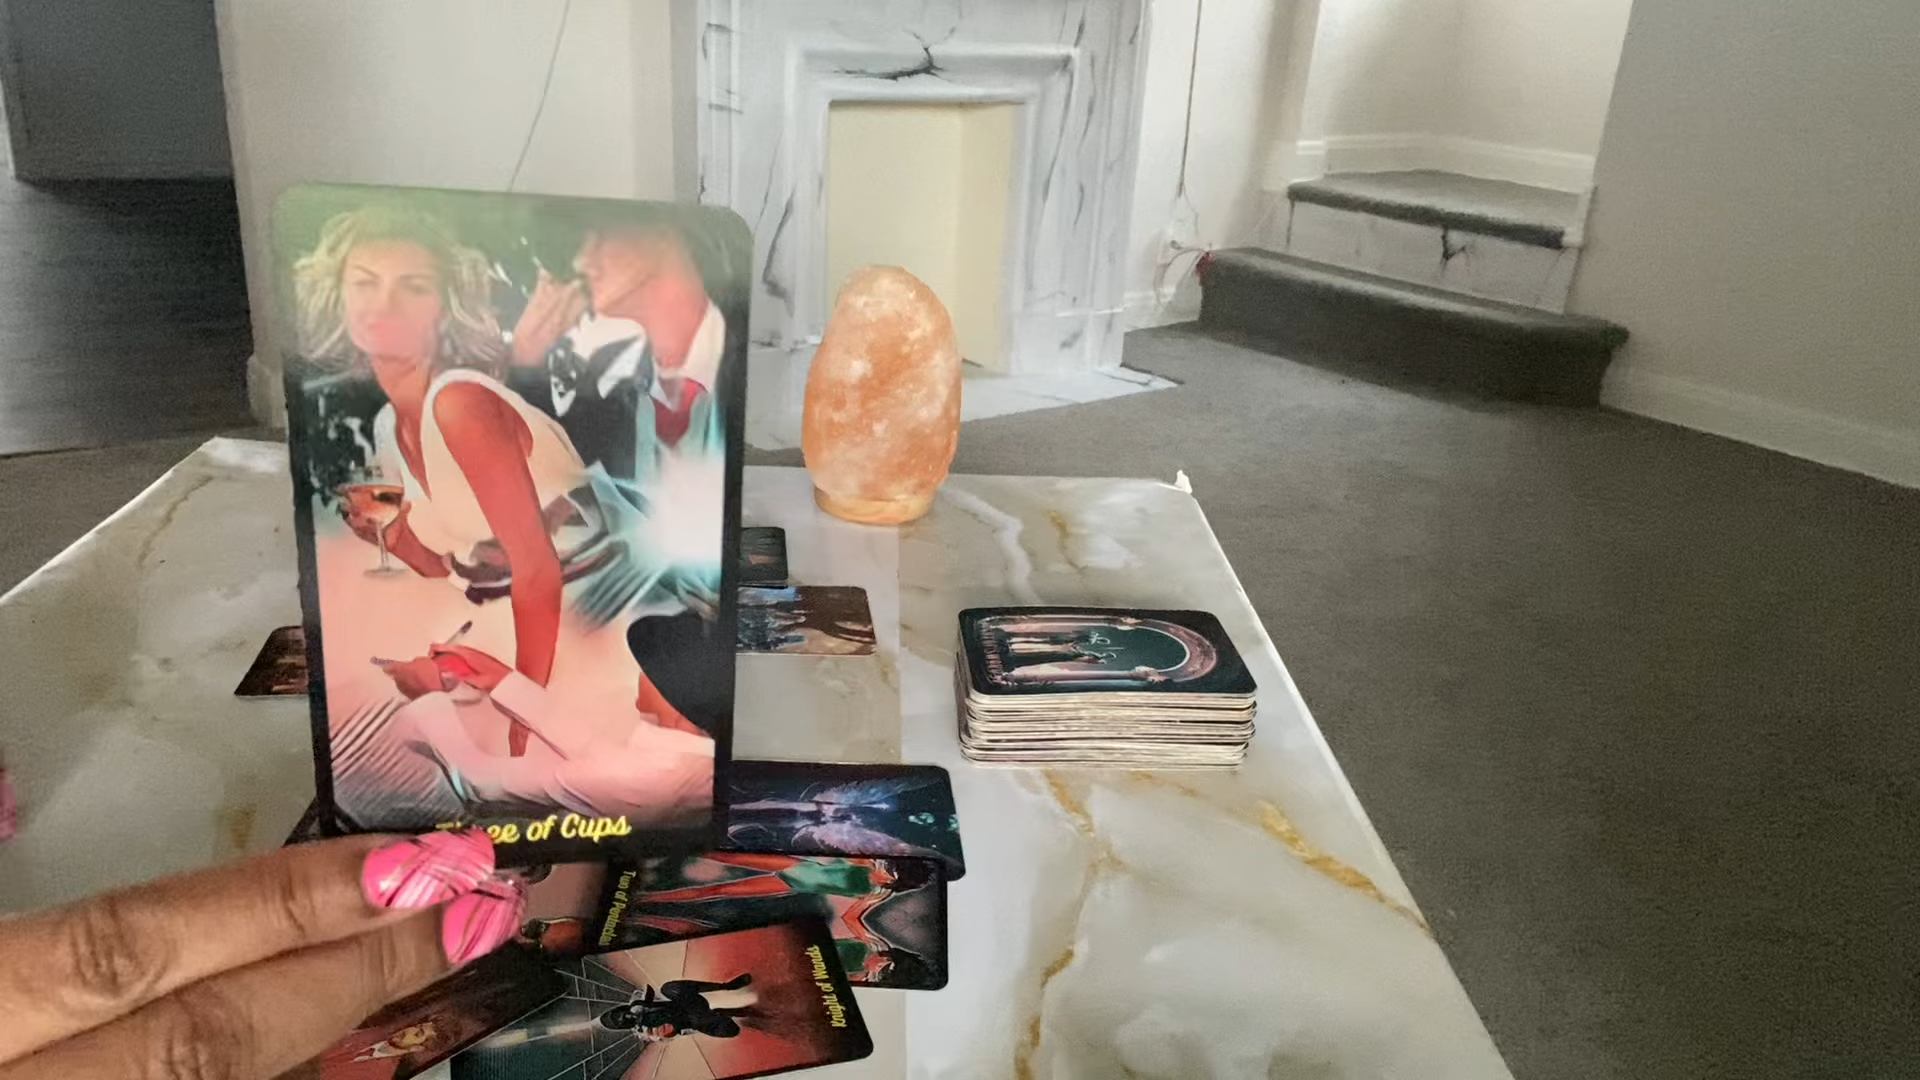 Three of Cups
Two of Pentacles
Knight of Wands